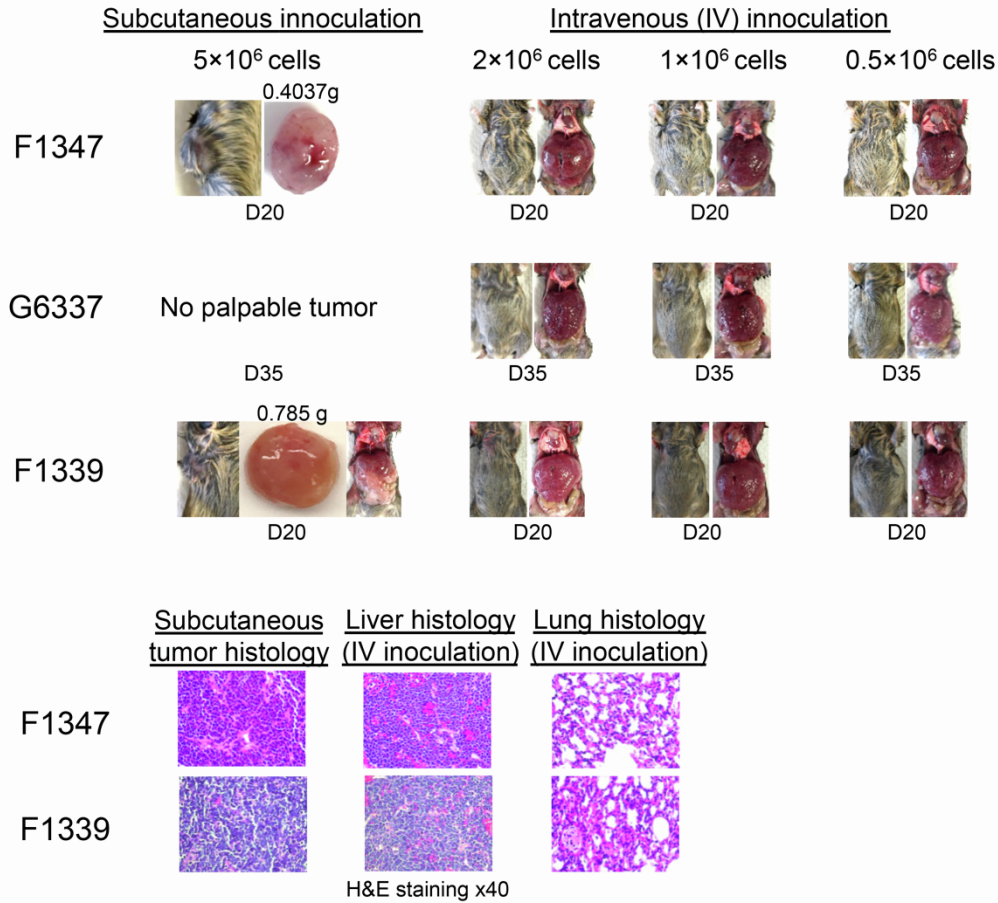 Subcutaneous innoculation
Intravenous (IV) innoculation
5×10⁶ cells
2×10⁶ cells
1×10⁶ cells
0.5×10⁶ cells
0.4037g
F1347
D20
D20
D20
D20
G6337
No palpable tumor
D35
D35
D35
D35
0.785 g
F1339
D20
D20
D20
D20
Subcutaneous
tumor histology
Liver histology
(IV inoculation)
Lung histology
(IV inoculation)
F1347
F1339
H&E staining x40